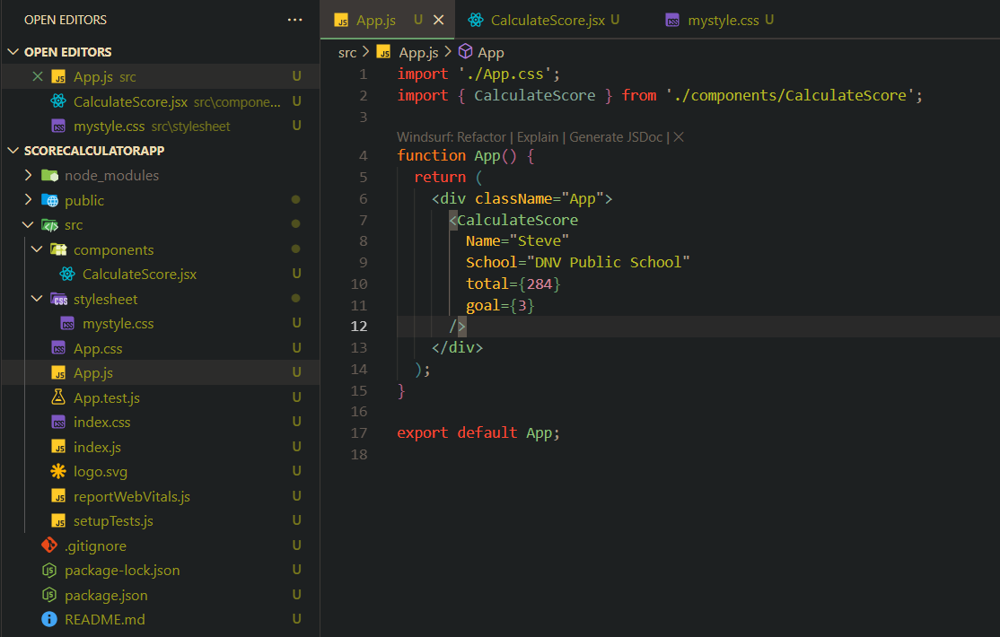 OPEN EDITORS ...
OPEN EDITORS
App.js src U
CalculateScore.jsx src\compone... U
mystyle.css src\stylesheet U
SCORECALCULATORAPP
node_modules
public
src
components
CalculateScore.jsx U
stylesheet
mystyle.css U
App.css U
App.js U
App.test.js U
index.css U
index.js U
logo.svg U
reportWebVitals.js U
setupTests.js U
.gitignore U
package-lock.json U
package.json U
README.md U
App.js U CalculateScore.jsx U mystyle.css U
src > App.js > App
1 import './App.css';
2 import { CalculateScore } from './components/CalculateScore';
3
Windsurf: Refactor | Explain | Generate JSDoc | X
4 function App() {
5 return (
6 <div className="App">
7 <CalculateScore
8 Name="Steve"
9 School="DNV Public School"
10 total={284}
11 goal={3}
12 />
13 </div>
14 );
15 }
16
17 export default App;
18